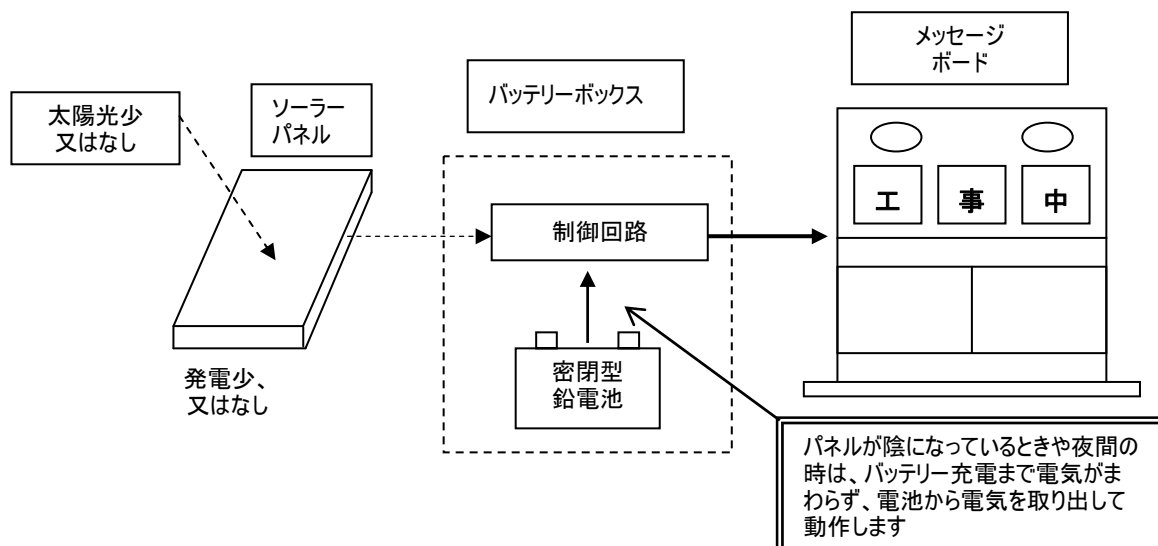 メッセージ
ボード
バッテリーボックス
ソーラー
パネル
太陽光少
又はなし
制御回路
工 事 中
密閉型
鉛電池
発電少、
又はなし
パネルが陰になっているときや夜間の
時は、バッテリー充電まで電気がま
わらず、電池から電気を取り出して
動作します